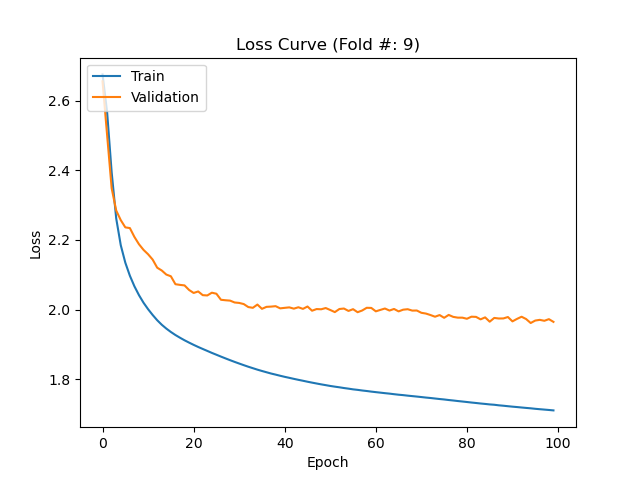 Loss Curve (Fold #: 9)
Train
Validation
Loss
2.6
2.4
2.2
2.0
1.8
0 20 40 60 80 100
Epoch